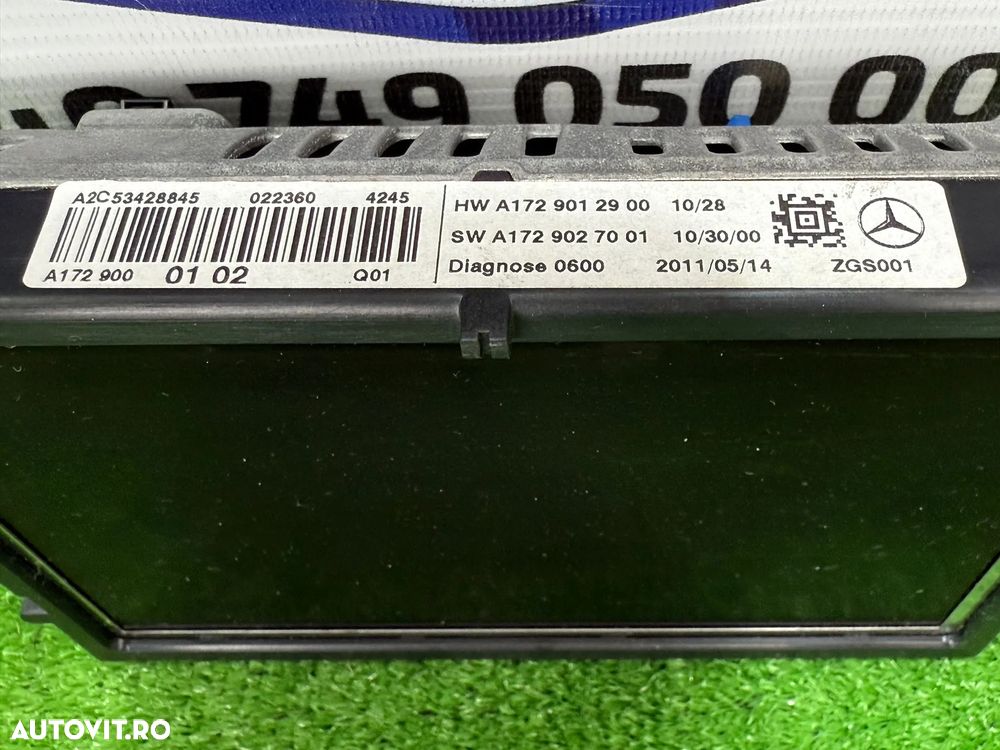 0749 050 00
A2C53428845 022360 4245
A172 900 01 02 Q01
HW A172 901 29 00 10/28
SW A172 902 70 01 10/30/00
Diagnose 0600 2011/05/14 ZGS001
AUTOVIT.RO